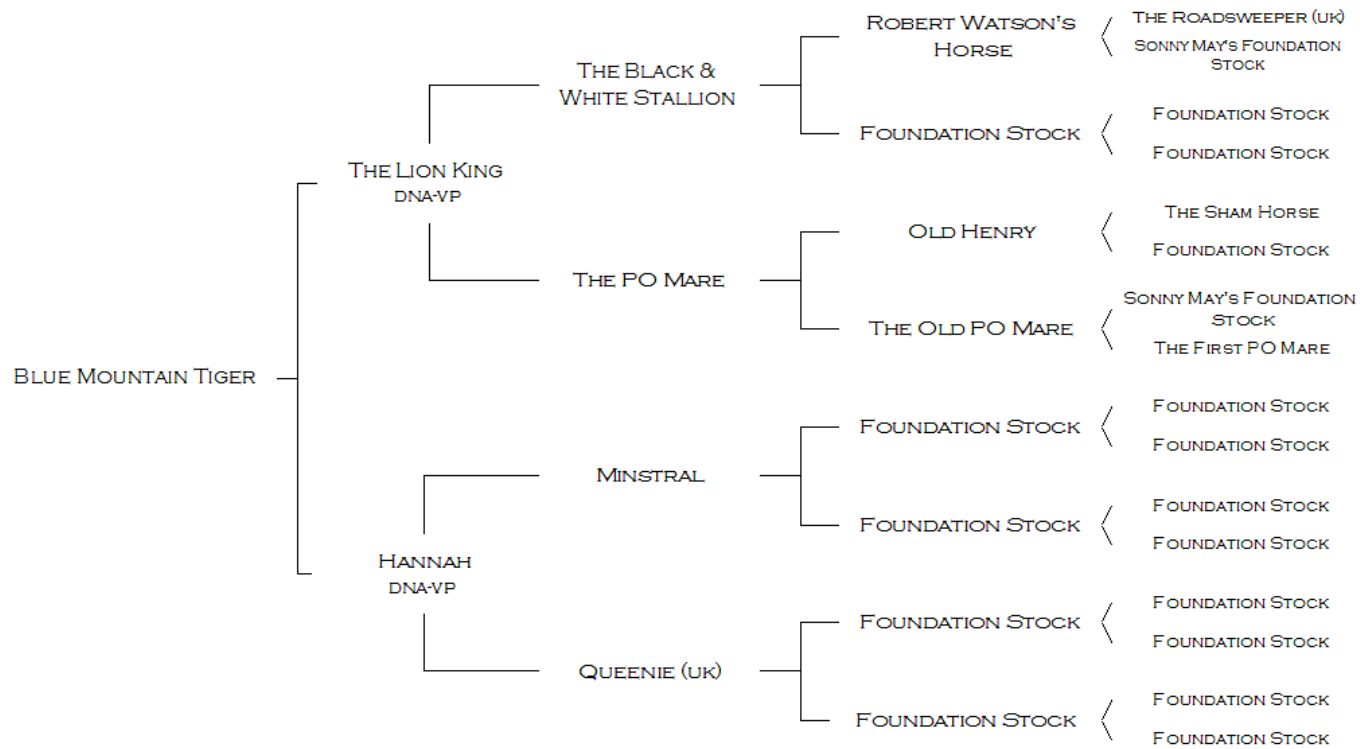 Robert Watson's
Horse
The Roadsweeper (UK)
Sonny May's Foundation
Stock
The Black &
White Stallion
Foundation Stock
Foundation Stock
Foundation Stock
The Lion King
DNA-VP
Old Henry
The Sham Horse
Foundation Stock
The PO Mare
The Old PO Mare
Sonny May's Foundation
Stock
The First PO Mare
Blue Mountain Tiger
Foundation Stock
Foundation Stock
Foundation Stock
Minstral
Foundation Stock
Foundation Stock
Foundation Stock
Hannah
DNA-VP
Foundation Stock
Foundation Stock
Foundation Stock
Queenie (UK)
Foundation Stock
Foundation Stock
Foundation Stock